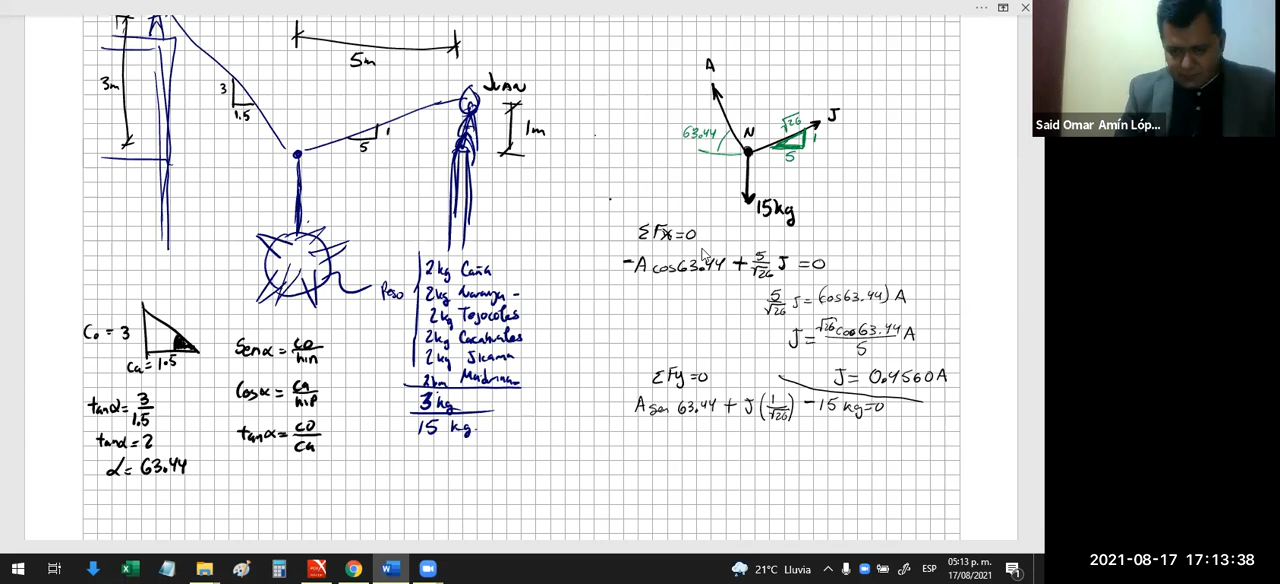 5m
3m
3
1.5
JUAN
1
5
1m
Peso
2kg Caña
2kg Naranja -
2kg Tejocotes
2kg Cacahuates
2kg Jicama
3kg
15 kg.
Co = 3
Ca = 1.5
tanα = 3/1.5
tanα = 2
α = 63.44
Senα = co/hip
Cosα = ca/hip
tanα = co/ca
A
63.44
N
√26
J
1
5
15kg
ΣFx=0
-A cos63.44 + 5/√26 J = 0
5/√26 J = (cos63.44) A
J = √26 cos63.44 A / 5
J = 0.4560A
ΣFy=0
A sen 63.44 + J (1/√26) - 15 kg=0
Said Omar Amín Lóp...
21°C Lluvia
ESP
05:13 p. m.
17/08/2021
2021-08-17 17:13:38